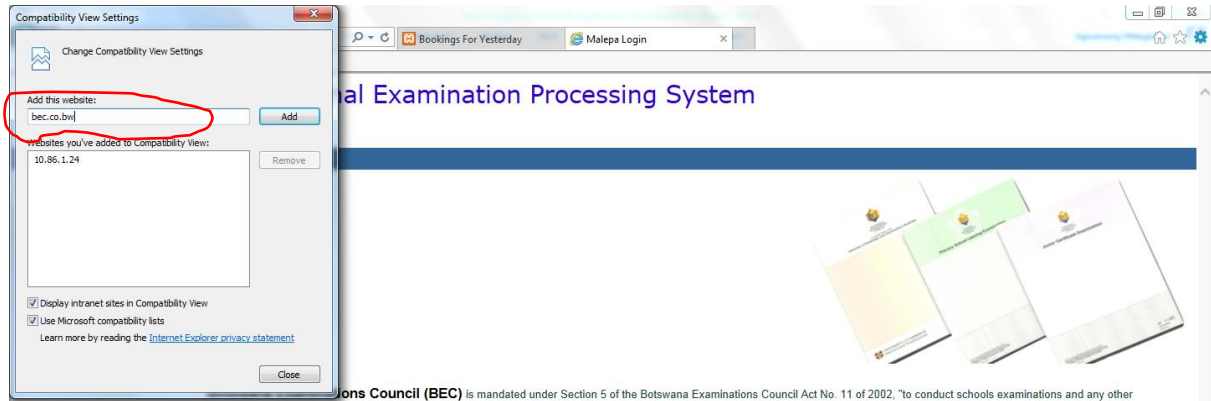 Compatibility View Settings
Change Compatibility View Settings
Add this website:
bec.co.bw
Add
Websites you've added to Compatibility View:
10.86.1.24
Remove
Display intranet sites in Compatibility View
Use Microsoft compatibility lists
Learn more by reading the Internet Explorer privacy statement
Close
Bookings For Yesterday
Malepa Login
al Examination Processing System
ions Council (BEC) is mandated under Section 5 of the Botswana Examinations Council Act No. 11 of 2002, "to conduct schools examinations and any other